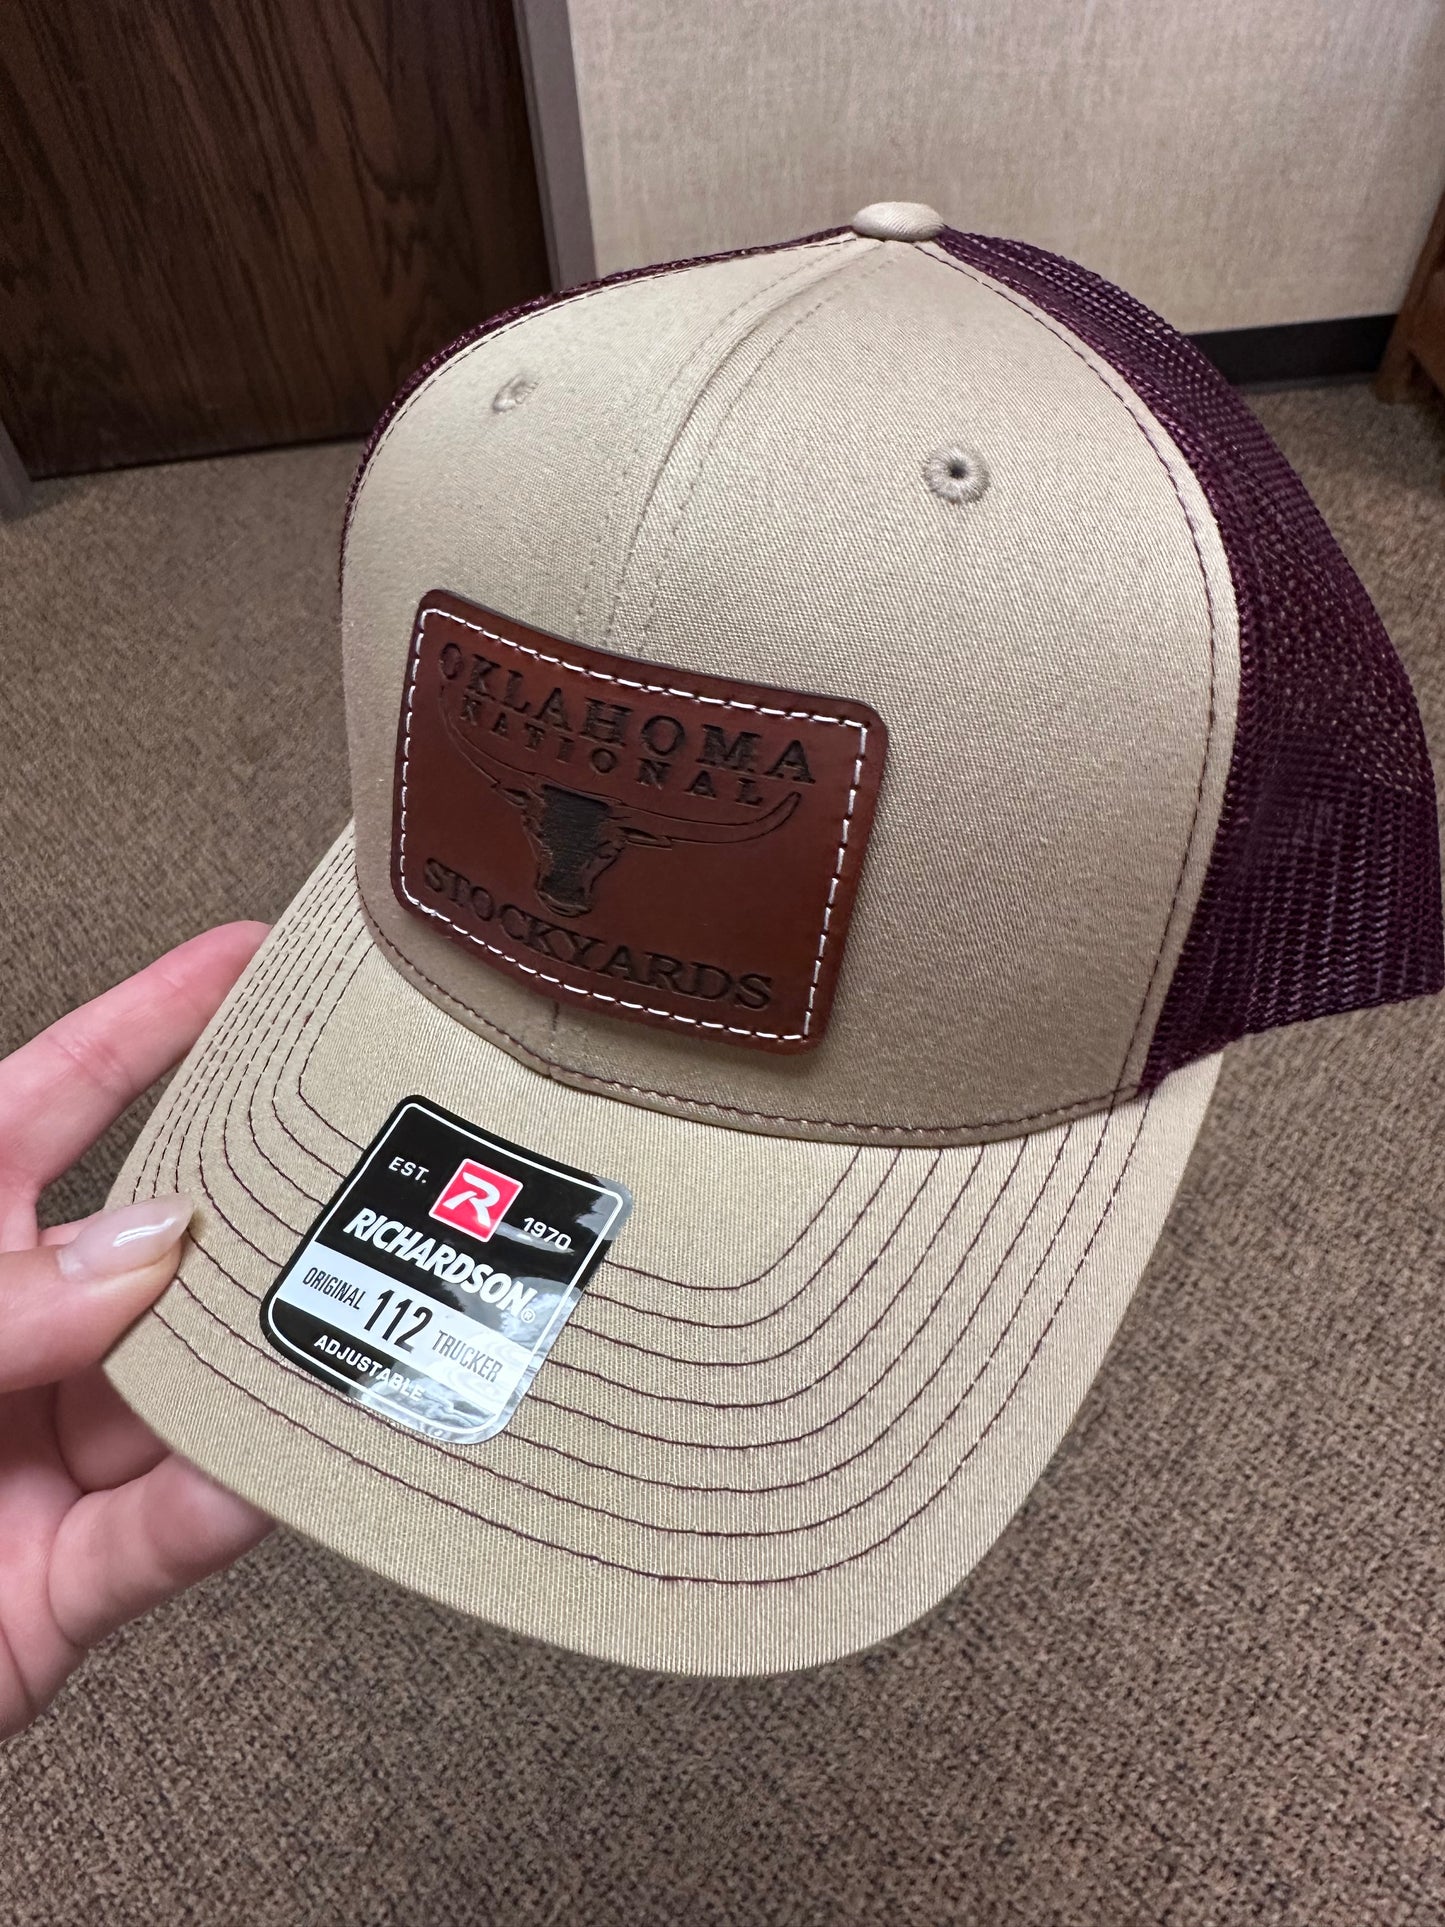 OKLAHOMA
NATIONAL
STOCKYARDS
EST. R 1970
RICHARDSON®
ORIGINAL 112 TRUCKER
ADJUSTABLE